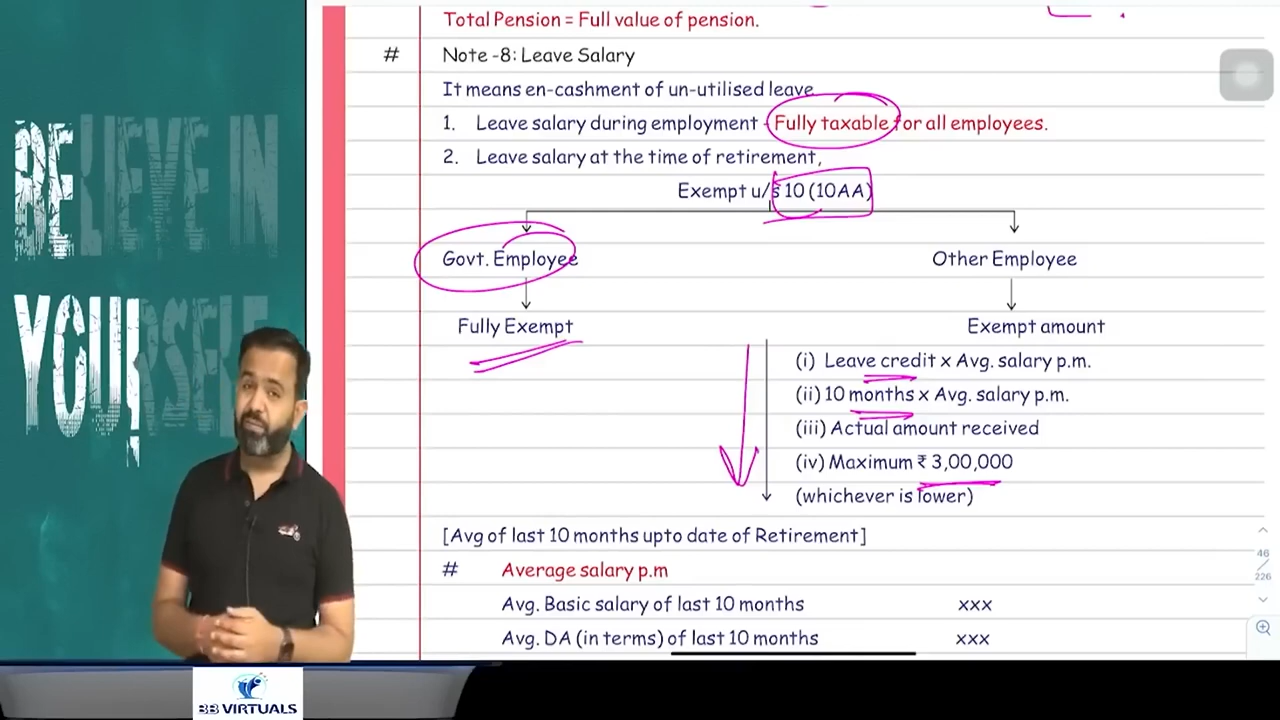 BELIEVE IN
YOURSELF
Total Pension = Full value of pension.
# Note -8: Leave Salary
It means en-cashment of un-utilised leave.
1. Leave salary during employment - Fully taxable for all employees.
2. Leave salary at the time of retirement,
Exempt u/s 10 (10AA)
Govt. Employee Other Employee
Fully Exempt Exempt amount
(i) Leave credit x Avg. salary p.m.
(ii) 10 months x Avg. salary p.m.
(iii) Actual amount received
(iv) Maximum ₹ 3,00,000
(whichever is lower)
[Avg of last 10 months upto date of Retirement]
# Average salary p.m
Avg. Basic salary of last 10 months xxx
Avg. DA (in terms) of last 10 months xxx
46
226
BB VIRTUALS